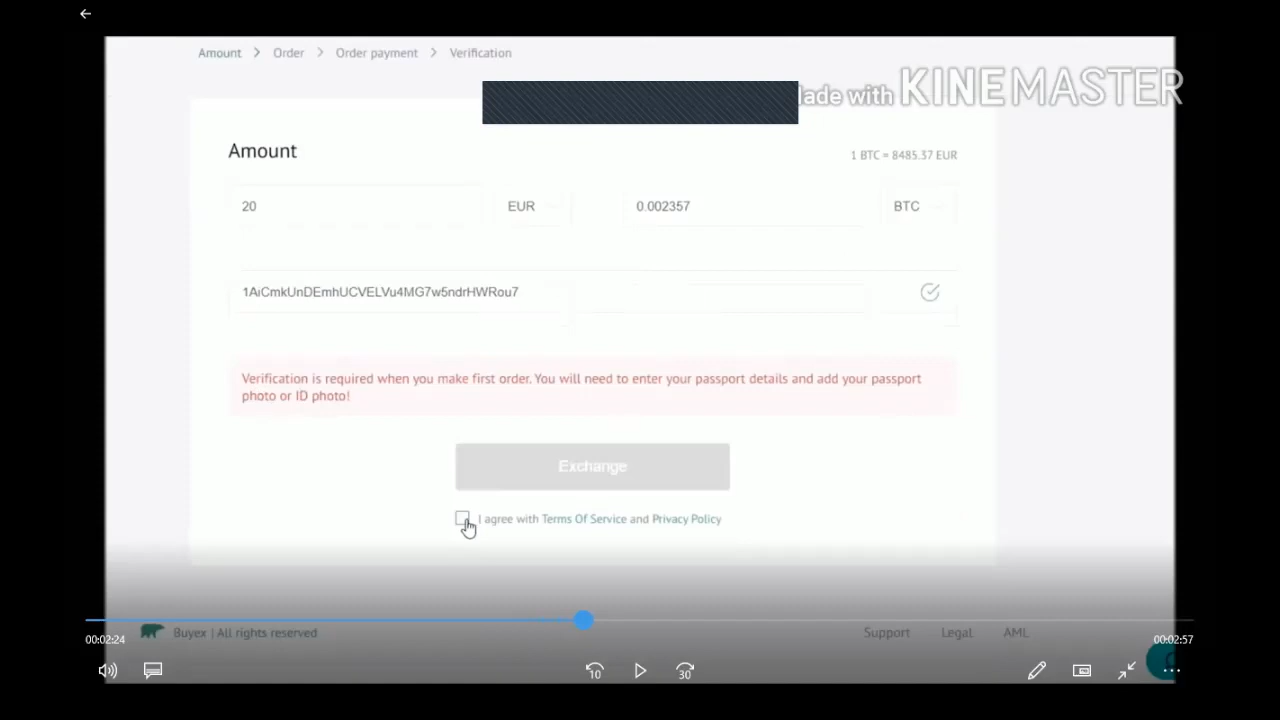 Amount > Order > Order payment > Verification
ade with KINEMASTER
Amount
1 BTC = 8485.37 EUR
20 EUR 0.002357 BTC
1AiCmkUnDEmhUCVELVu4MG7w5ndrHWRou7
Verification is required when you make first order. You will need to enter your passport details and add your passport
photo or ID photo!
Exchange
I agree with Terms Of Service and Privacy Policy
Buyex | All rights reserved
Support Legal AML
00:02:24
00:02:57
10
30